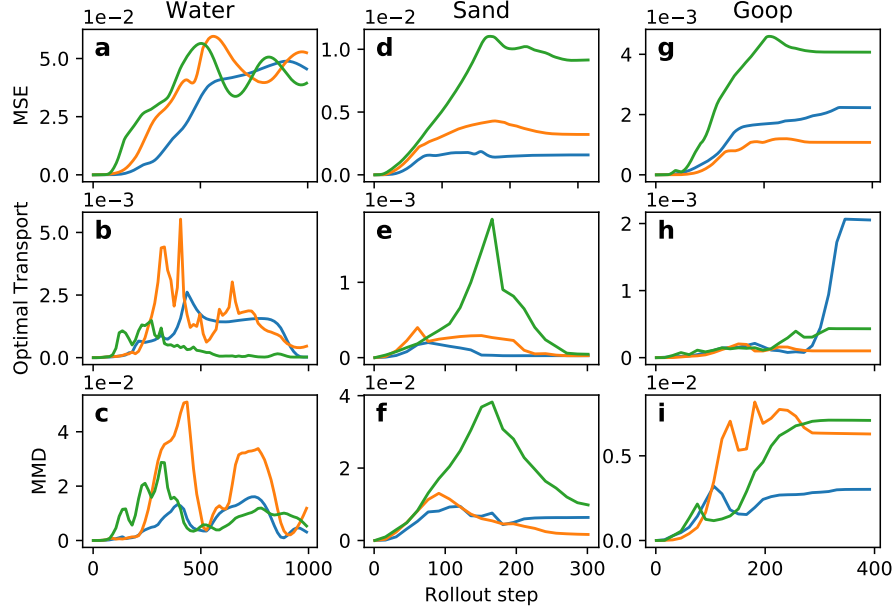 Water Sand Goop
1e−2 1e−2 1e−3
MSE
a d g
5.0 2.5 0.0
1.0 0.5 0.0
4 2 0
1e−3 1e−3 1e−3
Optimal Transport
b e h
5.0 2.5 0.0
1 0
2 1 0
1e−2 1e−2 1e−2
MMD
c f i
4 2 0
4 2 0
0.5 0.0
0 500 1000 0 100 200 300 0 200 400
Rollout step